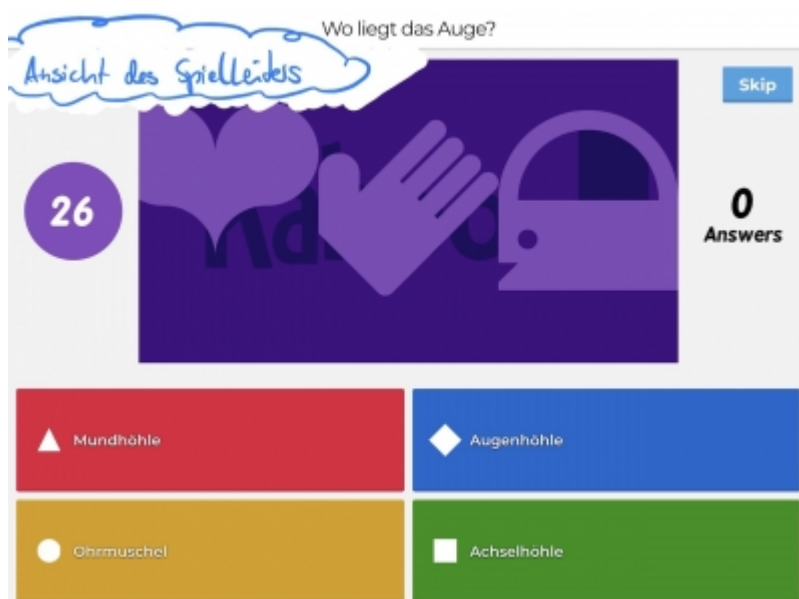 Wo liegt das Auge?
Ansicht des Spielleiters
Skip
26
0
Answers
Mundhöhle
Augenhöhle
Ohrmuschel
Achselhöhle